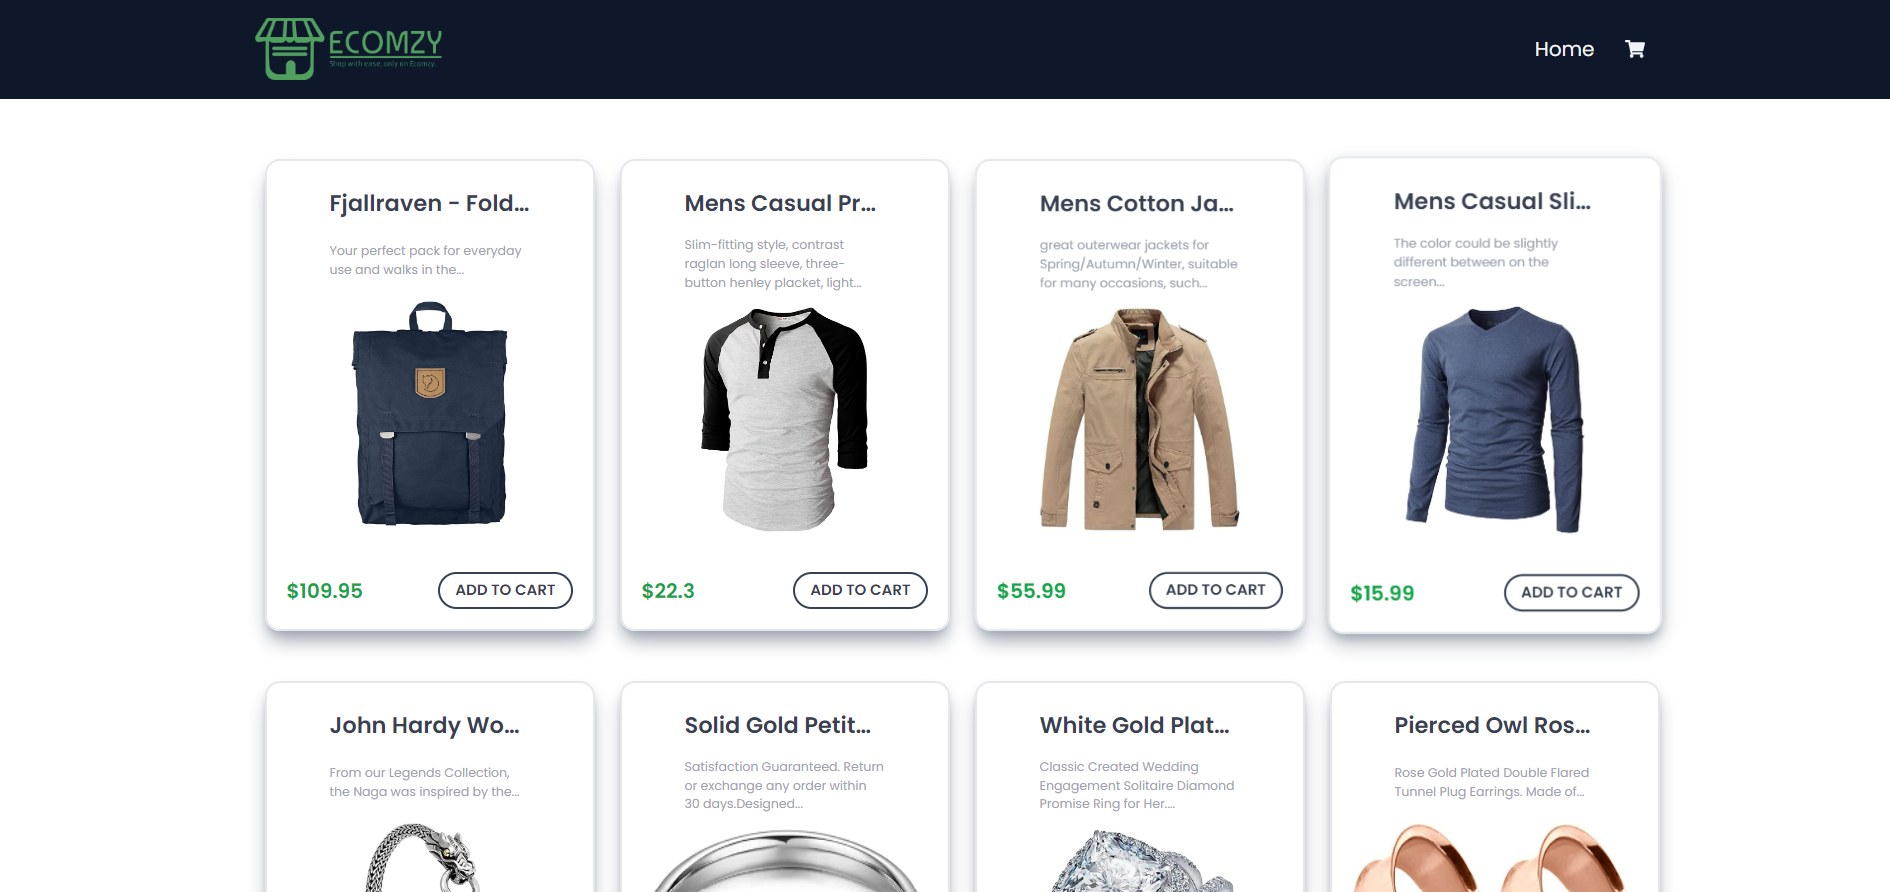 ECOMZY
Shop with ease, only on Ecomzy.
Home
Fjallraven - Fold...
Your perfect pack for everyday
use and walks in the...
$109.95
ADD TO CART
Mens Casual Pr...
Slim-fitting style, contrast
raglan long sleeve, three-
button henley placket, light...
$22.3
ADD TO CART
Mens Cotton Ja...
great outerwear jackets for
Spring/Autumn/Winter, suitable
for many occasions, such...
$55.99
ADD TO CART
Mens Casual Sli...
The color could be slightly
different between on the
screen...
$15.99
ADD TO CART
John Hardy Wo...
From our Legends Collection,
the Naga was inspired by the...
Solid Gold Petit...
Satisfaction Guaranteed. Return
or exchange any order within
30 days.Designed...
White Gold Plat...
Classic Created Wedding
Engagement Solitaire Diamond
Promise Ring for Her....
Pierced Owl Ros...
Rose Gold Plated Double Flared
Tunnel Plug Earrings. Made of...